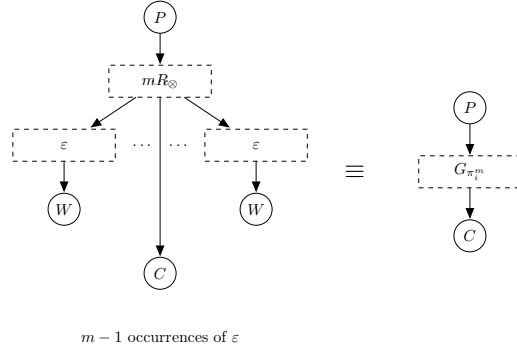 P
mR⊗
ε ⋯ ⋯ ε
W W
C
≡
P
G_{π_i^m}
C
m − 1 occurrences of ε